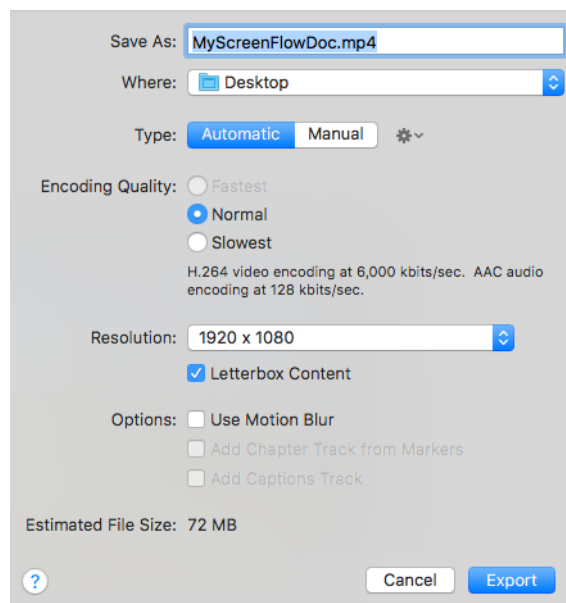 Save As: MyScreenFlowDoc.mp4
Where: Desktop
Type: Automatic Manual
Encoding Quality: Fastest
Normal
Slowest
H.264 video encoding at 6,000 kbits/sec.  AAC audio
encoding at 128 kbits/sec.
Resolution: 1920 x 1080
Letterbox Content
Options: Use Motion Blur
Add Chapter Track from Markers
Add Captions Track
Estimated File Size: 72 MB
? Cancel Export